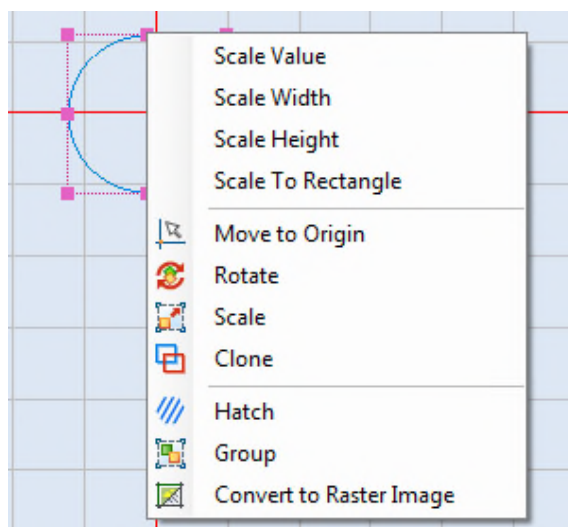 Scale Value
Scale Width
Scale Height
Scale To Rectangle
Move to Origin
Rotate
Scale
Clone
Hatch
Group
Convert to Raster Image